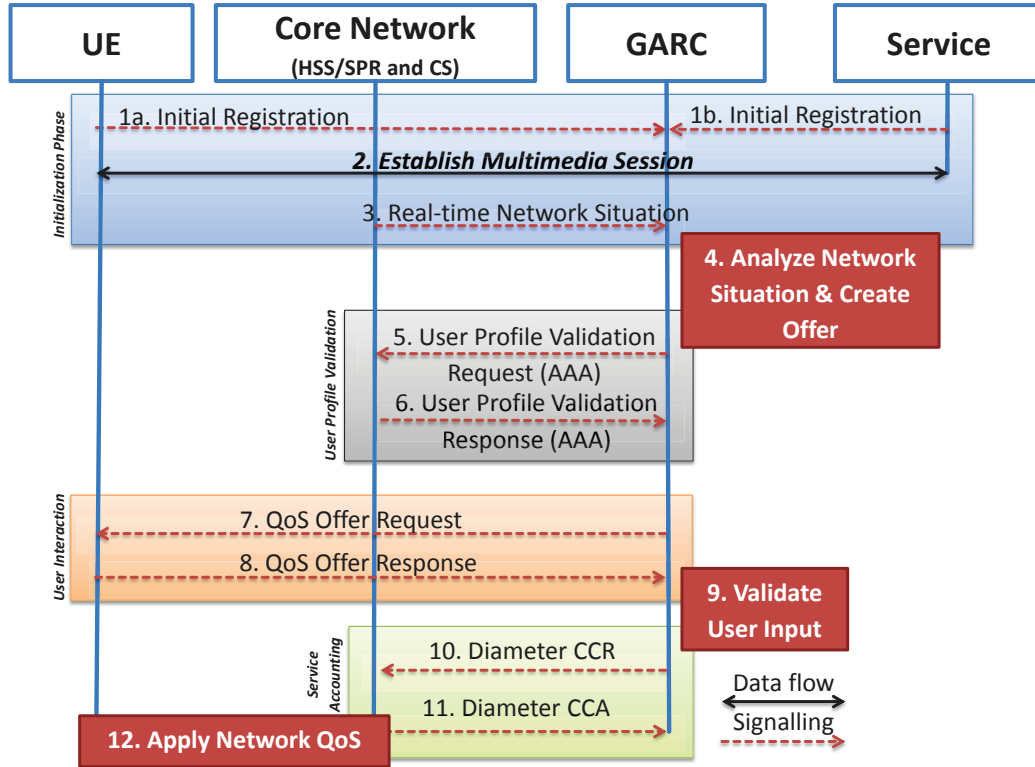 UE
Core Network
(HSS/SPR and CS)
GARC
Service
Initialization Phase
1a. Initial Registration
1b. Initial Registration
2. Establish Multimedia Session
3. Real-time Network Situation
4. Analyze Network
Situation & Create
Offer
User Profile Validation
5. User Profile Validation
Request (AAA)
6. User Profile Validation
Response (AAA)
User Interaction
7. QoS Offer Request
8. QoS Offer Response
9. Validate
User Input
Service
Accounting
10. Diameter CCR
11. Diameter CCA
12. Apply Network QoS
Data flow
Signalling